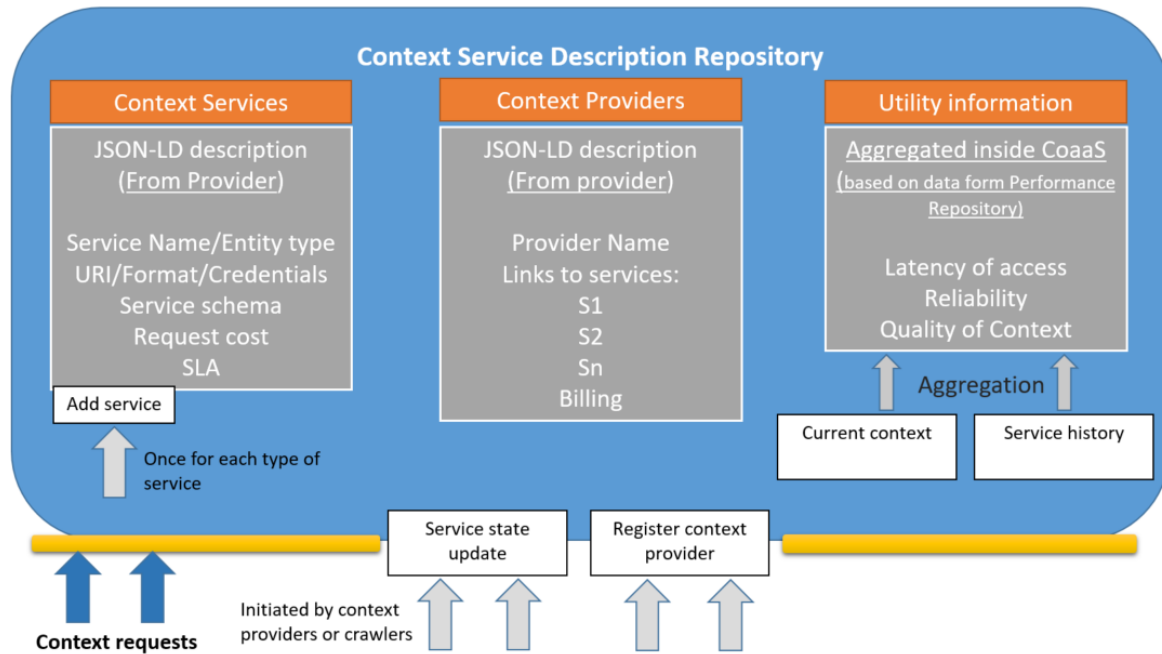 Context Service Description Repository
Context Services
JSON-LD description
(From Provider)
Service Name/Entity type
URI/Format/Credentials
Service schema
Request cost
SLA
Add service
Once for each type of
service
Context Providers
JSON-LD description
(From provider)
Provider Name
Links to services:
S1
S2
Sn
Billing
Utility information
Aggregated inside CoaaS
(based on data form Performance
Repository)
Latency of access
Reliability
Quality of Context
Aggregation
Current context
Service history
Service state
update
Register context
provider
Context requests
Initiated by context
providers or crawlers